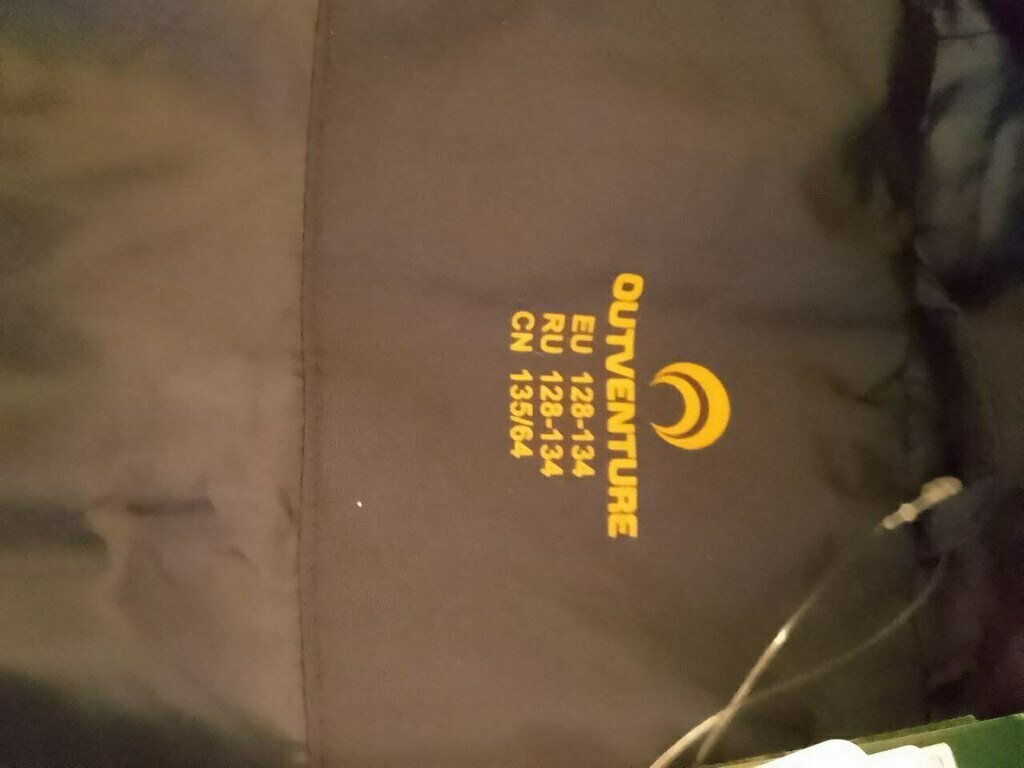 OUTVENTURE
EU 128-134
RU 128-134
CN 135/64